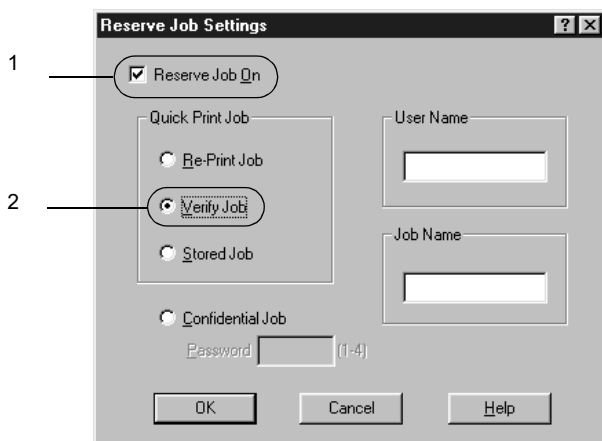 Reserve Job Settings
1
Reserve Job On
Quick Print Job
User Name
Re-Print Job
2
Verify Job
Job Name
Stored Job
Confidential Job
Password (1-4)
OK Cancel Help